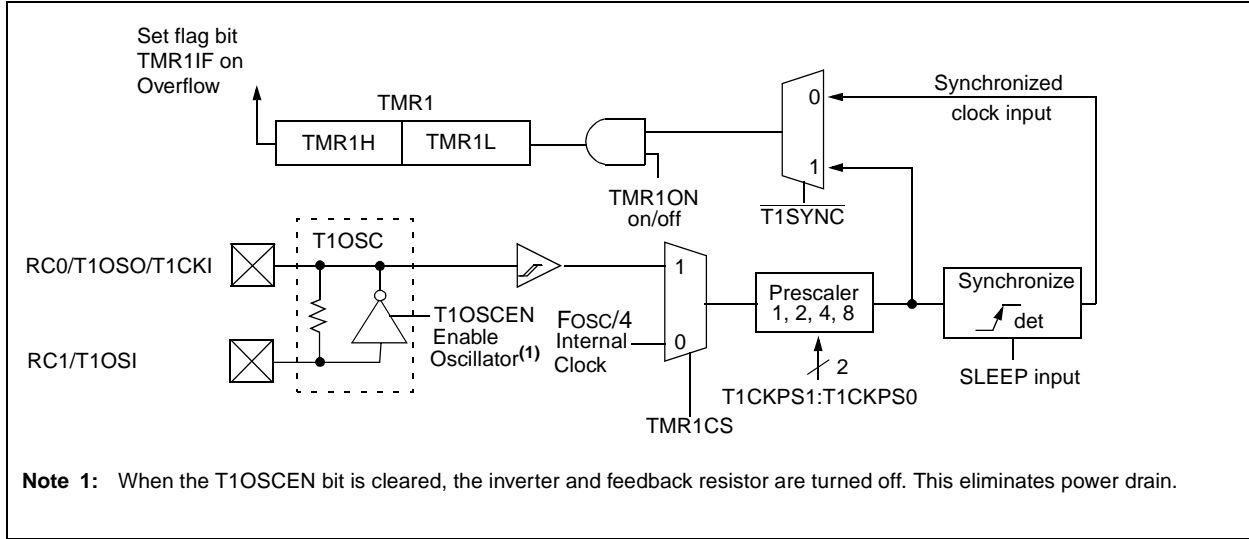 Set flag bit
TMR1IF on
Overflow
TMR1
TMR1H
TMR1L
TMR1ON
on/off
0
1
T1SYNC
Synchronized
clock input
T1OSC
RC0/T1OSO/T1CKI
RC1/T1OSI
T1OSCEN
Enable
Oscillator(1)
FOSC/4
Internal
Clock
1
0
TMR1CS
Prescaler
1, 2, 4, 8
2
T1CKPS1:T1CKPS0
Synchronize
det
SLEEP input
Note 1: When the T1OSCEN bit is cleared, the inverter and feedback resistor are turned off. This eliminates power drain.